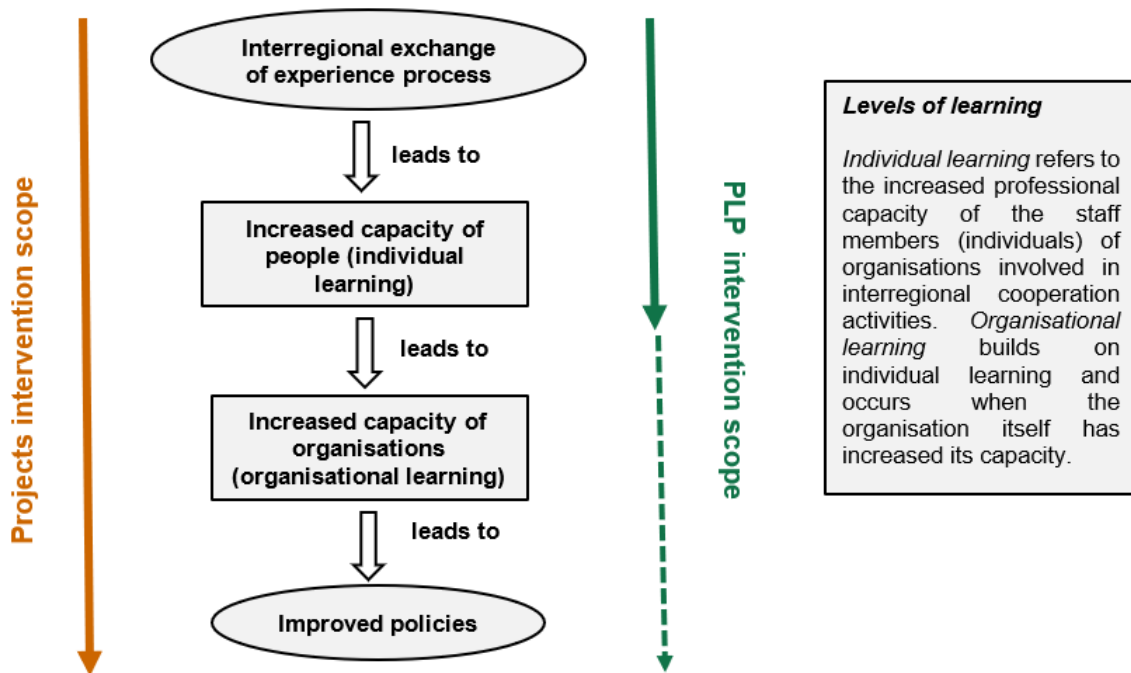 Projects intervention scope
Interregional exchange
of experience process
leads to
Increased capacity of
people (individual
learning)
leads to
Increased capacity of
organisations
(organisational learning)
leads to
Improved policies
PLP intervention scope
Levels of learning
Individual learning refers to
the increased professional
capacity of the staff
members (individuals) of
organisations involved in
interregional cooperation
activities. Organisational
learning builds on
individual learning and
occurs when the
organisation itself has
increased its capacity.